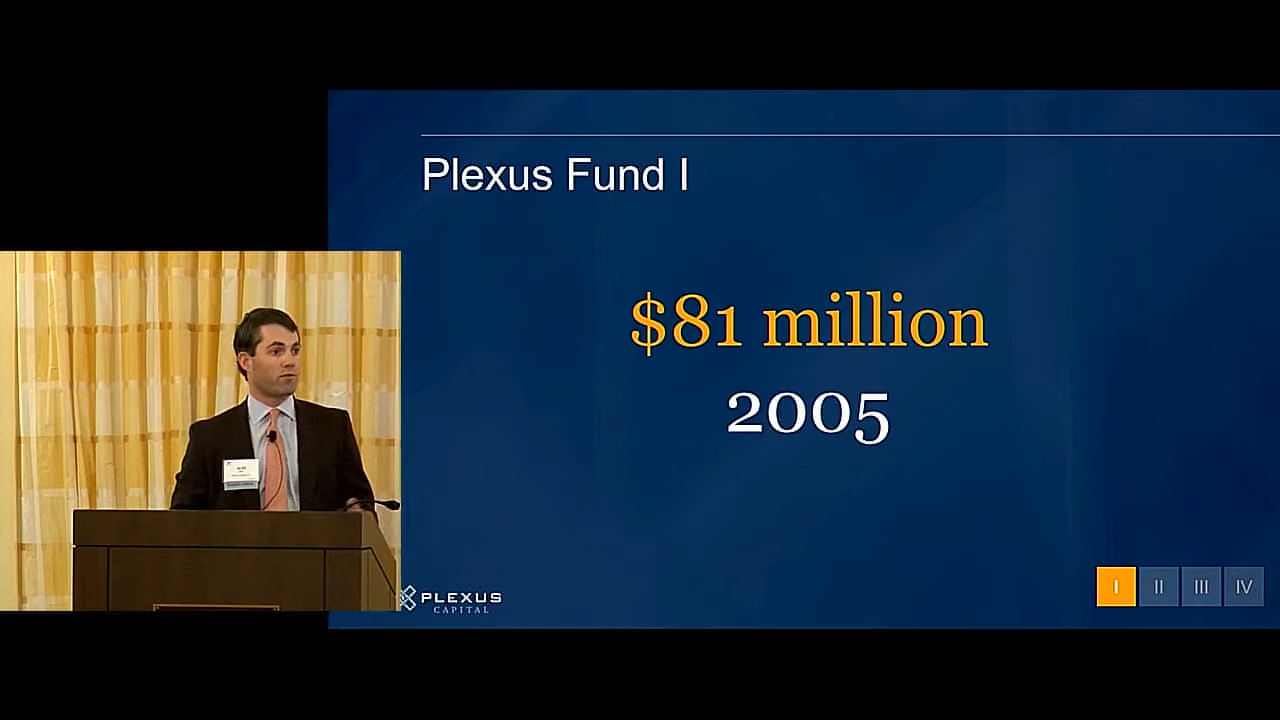 Plexus Fund I
$81 million
2005
PLEXUS
CAPITAL
I II III IV